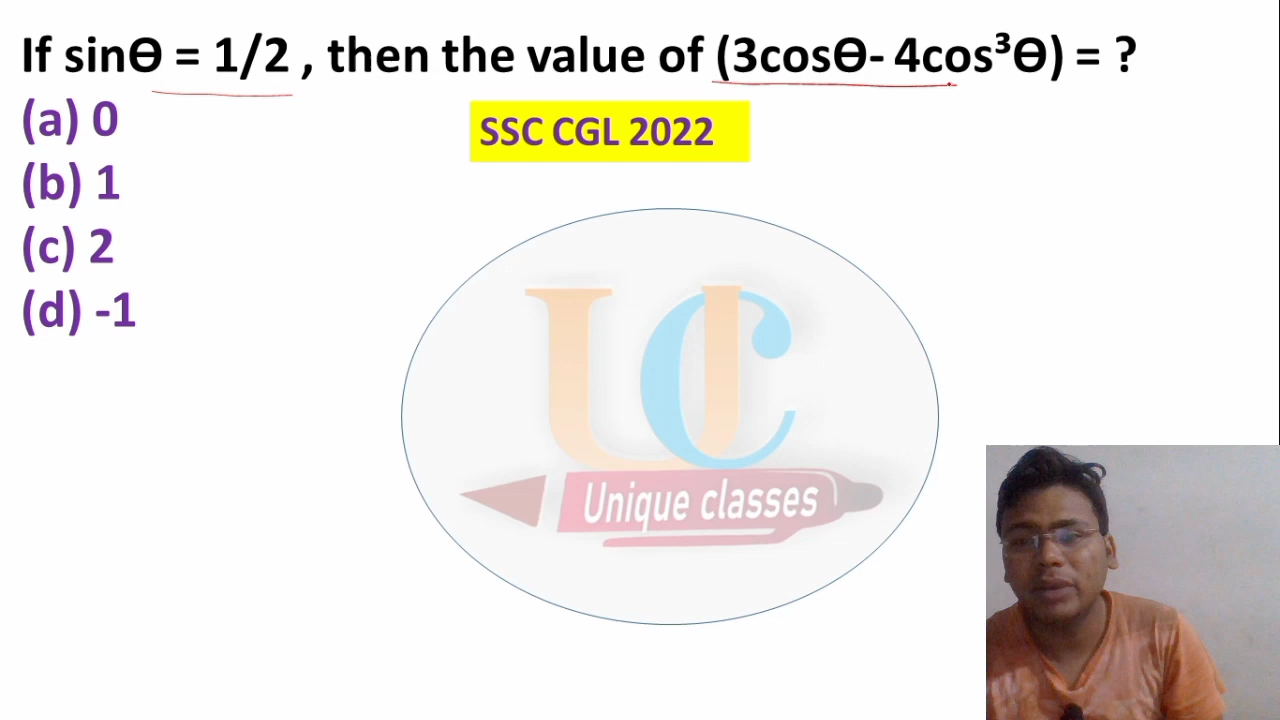 If sinθ = 1/2 , then the value of (3cosθ- 4cos³θ) = ?
(a) 0
SSC CGL 2022
(b) 1
(c) 2
(d) -1
UC
Unique classes